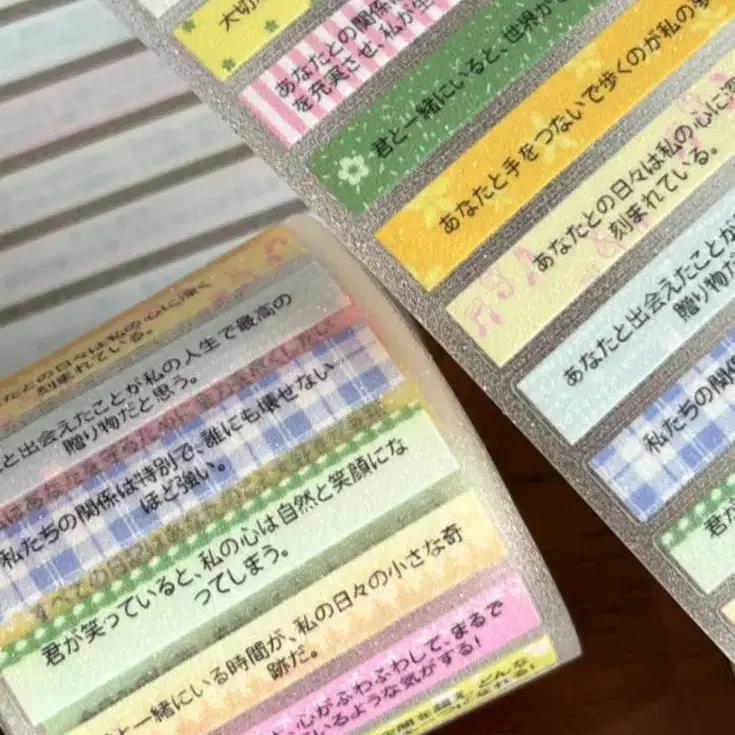 大切
あなたとの関係
を充実させ、私が生
君と一緒にいると、世界が
あなたと手をつないで歩くのが私の
あなたとの日々は私の心に
刻まれている。
あなたと出会えたことが
贈り物だ
私たちの関係
君が
たとの日々は私の心に深く
刻まれている。
と出会えたことが私の人生で最高の
贈り物だと思う。
私たちの関係は特別で、誰にも壊せない
ほど強い。
君が笑っていると、私の心は自然と笑顔にな
ってしまう。
と一緒にいる時間が、私の日々の小さな奇
跡だ。
、心がふわふわして、まるで
ているような気がする!